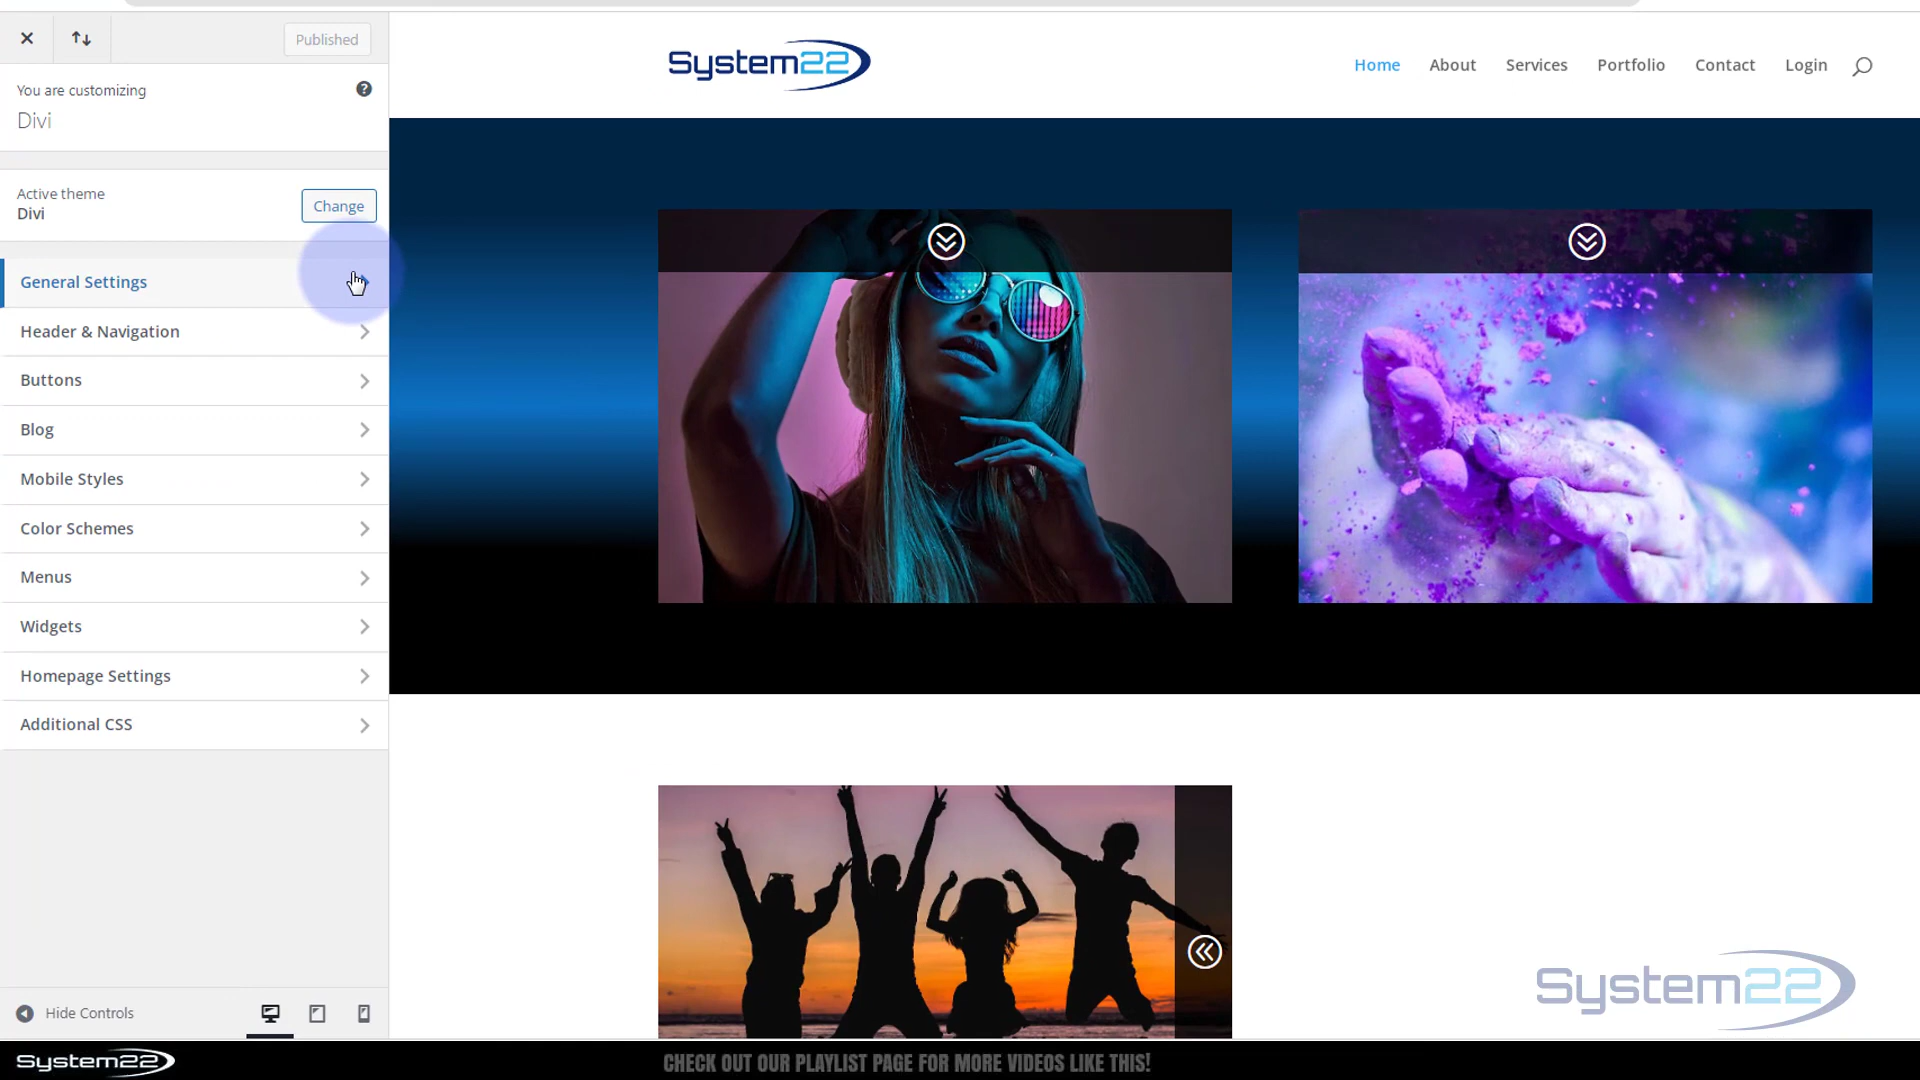 Published
You are customizing
Divi
Active theme
Divi
Change
General Settings
Header & Navigation
Buttons
Blog
Mobile Styles
Color Schemes
Menus
Widgets
Homepage Settings
Additional CSS
Hide Controls
System22
Home
About
Services
Portfolio
Contact
Login
System22
System22
CHECK OUT OUR PLAYLIST PAGE FOR MORE VIDEOS LIKE THIS!